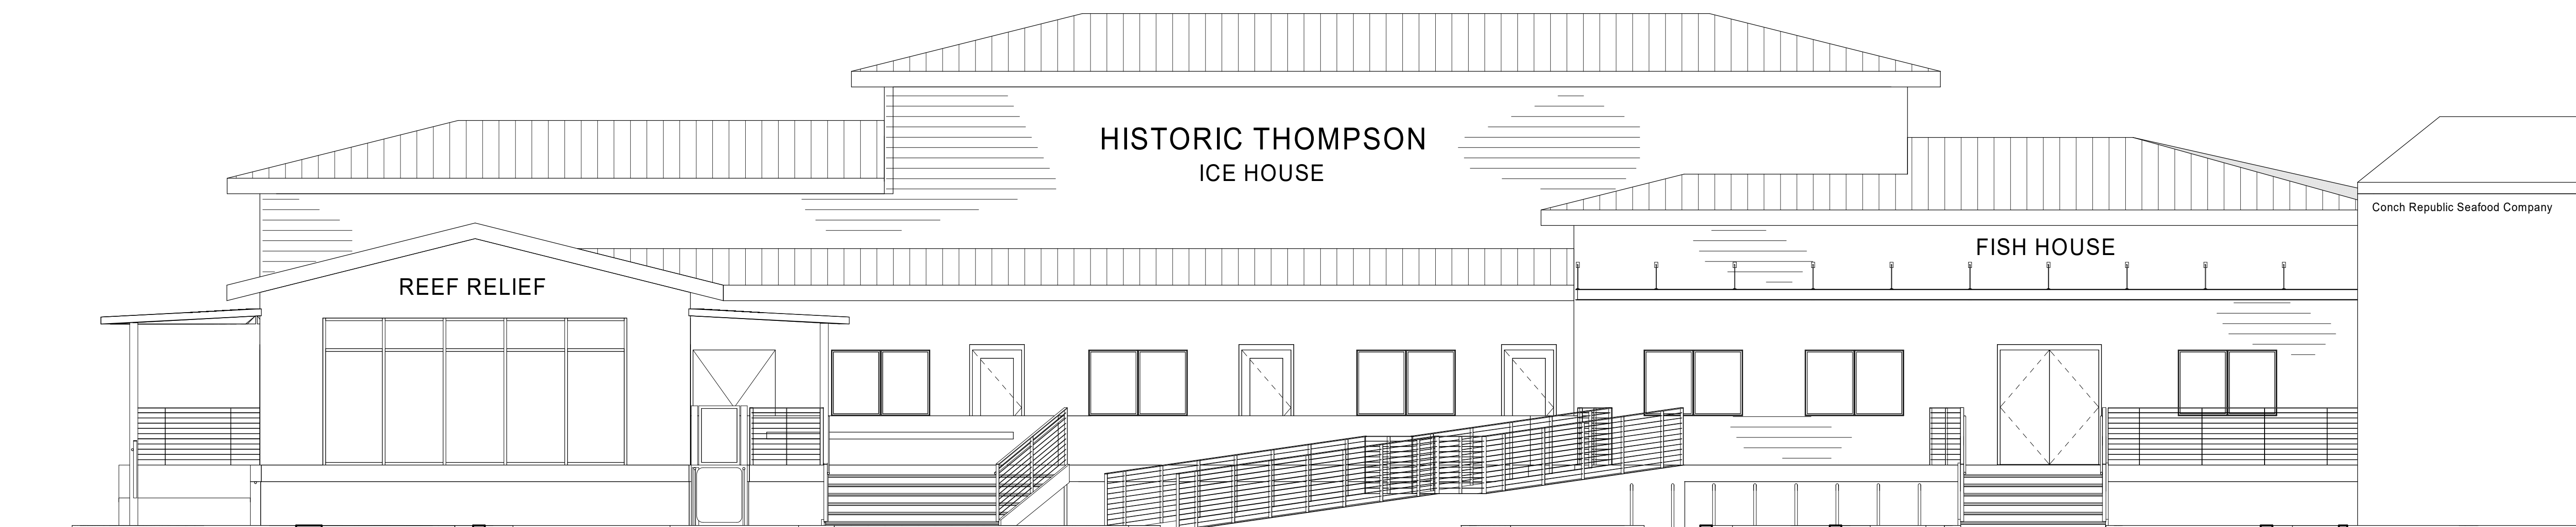 HISTORIC THOMPSON
ICE HOUSE
Conch Republic Seafood Company
FISH HOUSE
REEF RELIEF